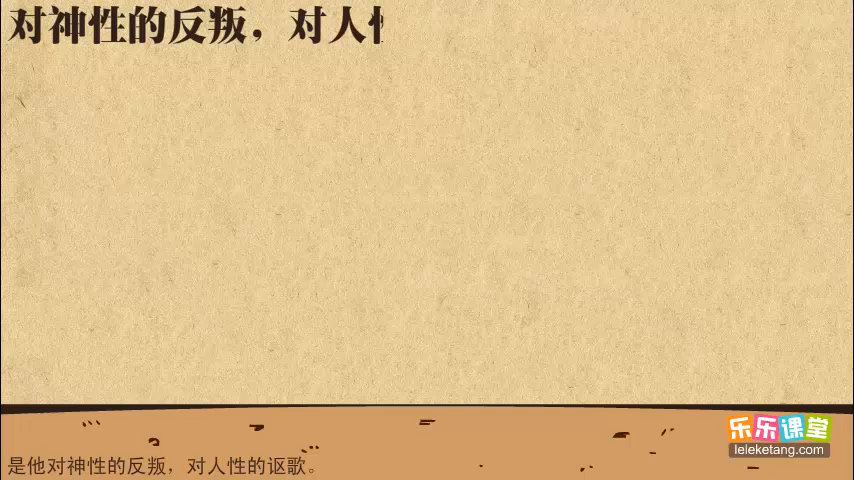 对神性的反叛，对人
乐乐课堂
leleketang.com
是他对神性的反叛，对人性的讴歌。